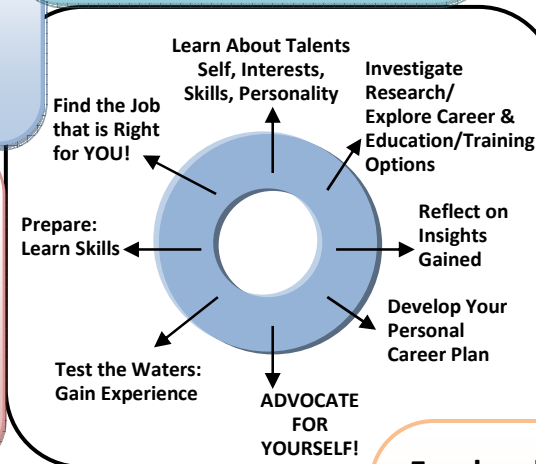 Learn About Talents
Self, Interests,
Skills, Personality
Investigate
Research/
Explore Career &
Education/Training
Options
Reflect on
Insights
Gained
Develop Your
Personal
Career Plan
ADVOCATE
FOR
YOURSELF!
Test the Waters:
Gain Experience
Prepare:
Learn Skills
Find the Job
that is Right
for YOU!